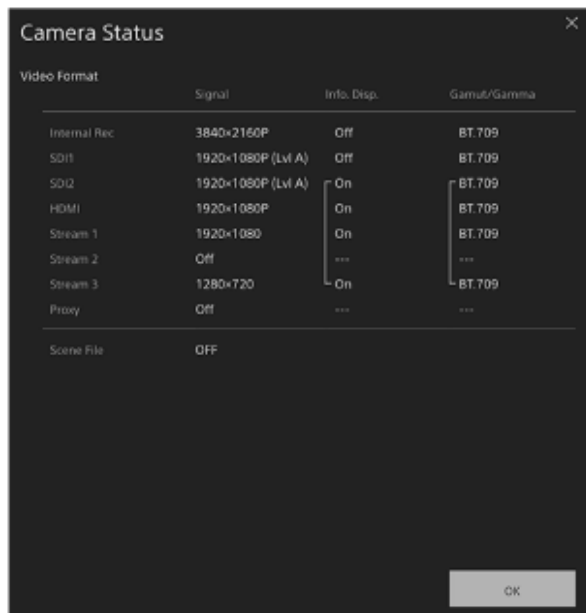 Camera Status ×
Video Format
Signal Info. Disp. Gamut/Gamma
Internal Rec 3840×2160P Off BT.709
SDI1 1920×1080P (Lvl A) Off BT.709
SDI2 1920×1080P (Lvl A) On BT.709
HDMI 1920×1080P On BT.709
Stream 1 1920×1080 On BT.709
Stream 2 Off --- ---
Stream 3 1280×720 On BT.709
Proxy Off --- ---
Scene File OFF
OK